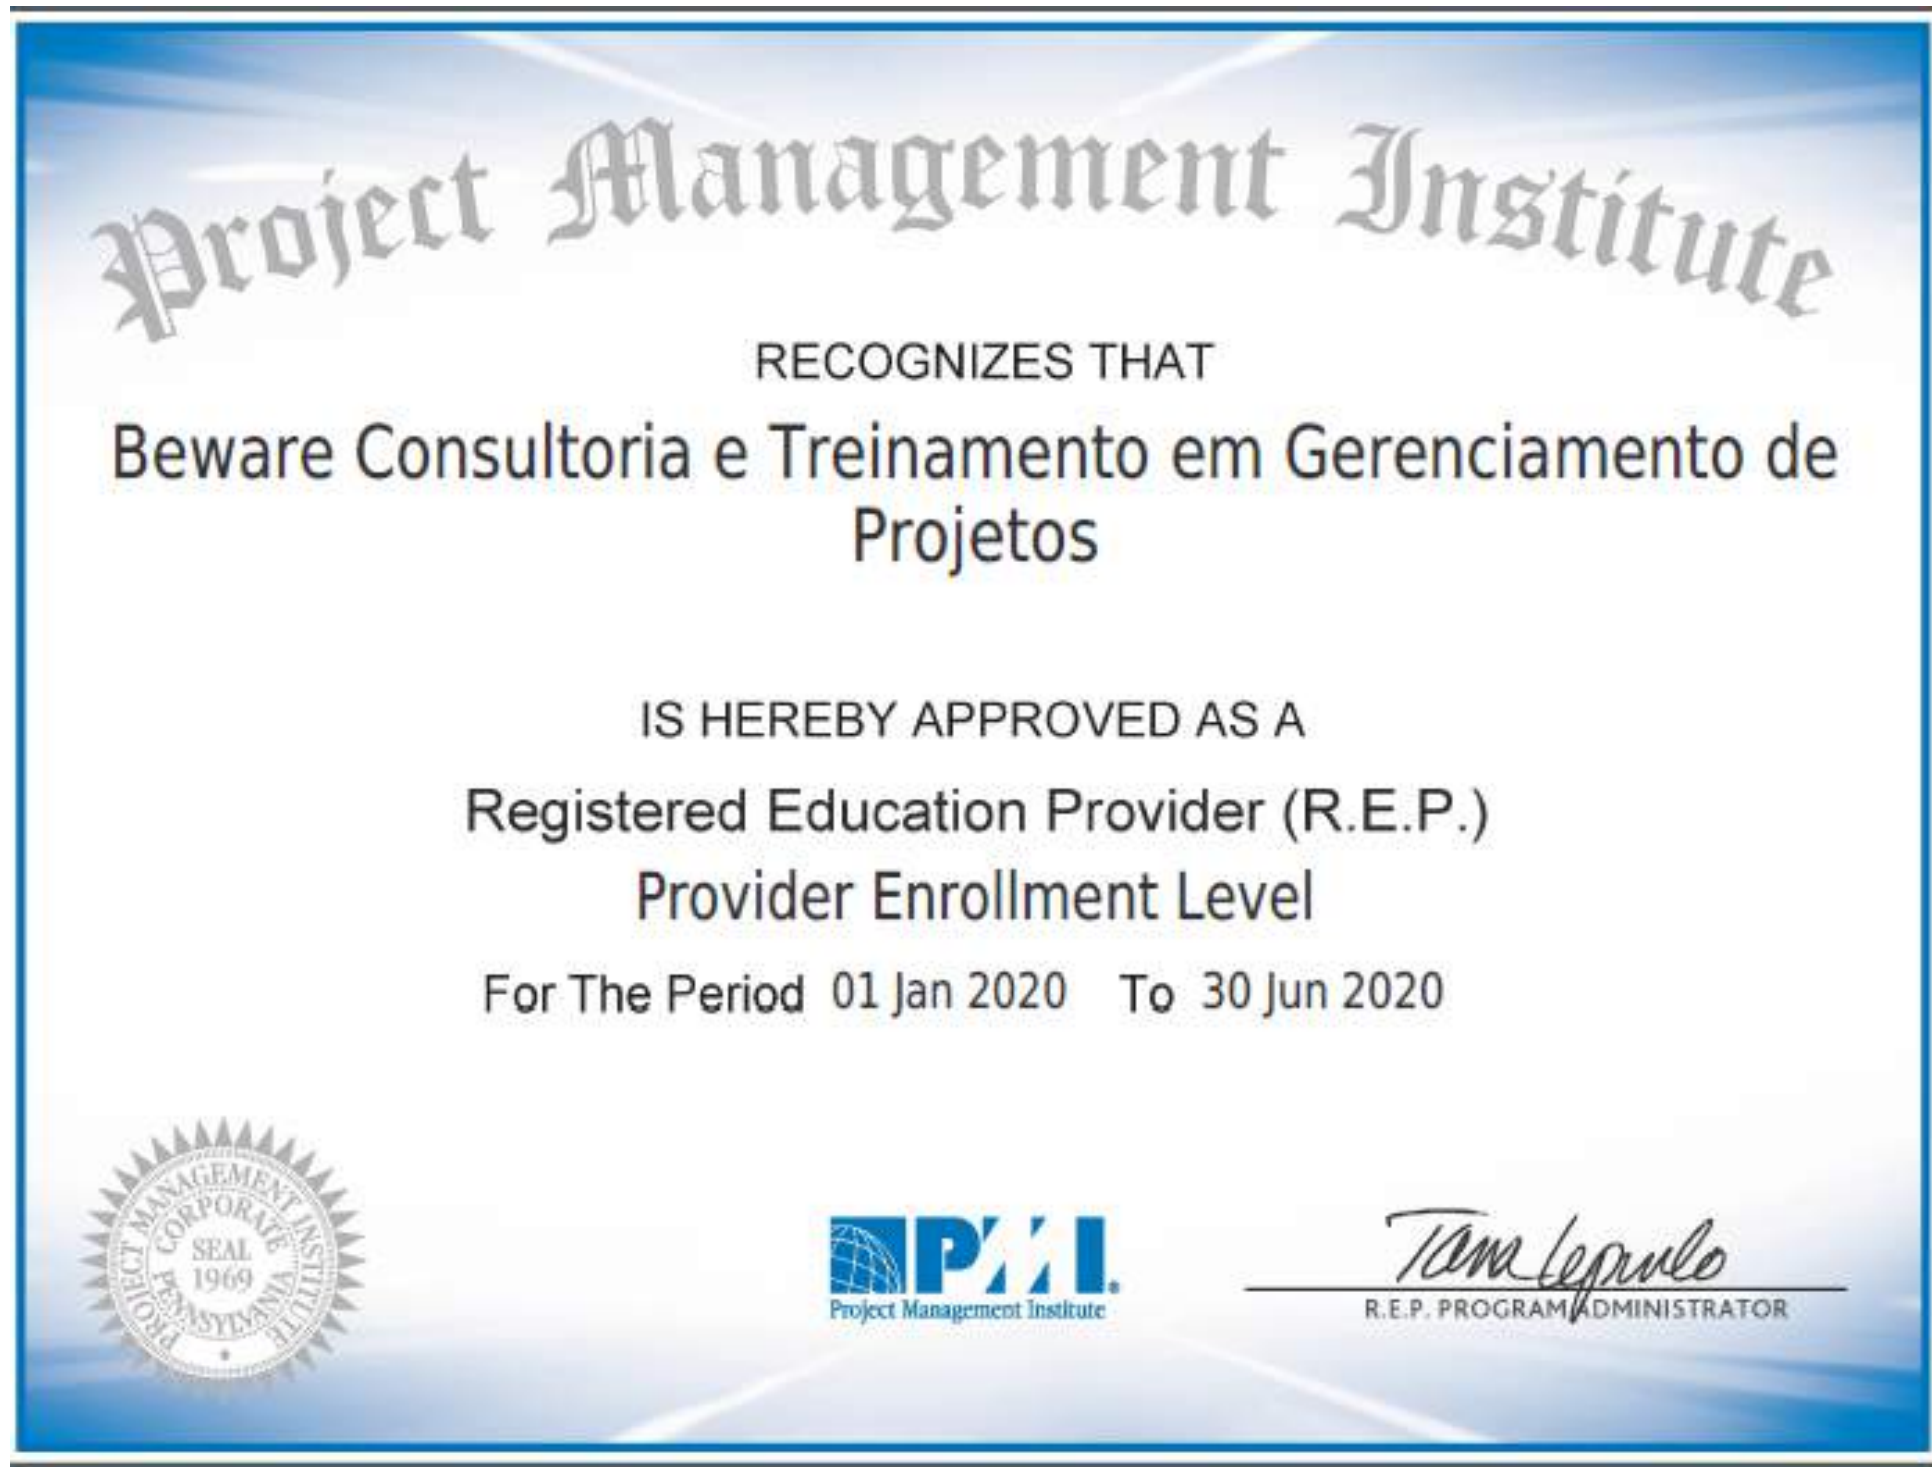 Project Management Institute
RECOGNIZES THAT
Beware Consultoria e Treinamento em Gerenciamento de
Projetos
IS HEREBY APPROVED AS A
Registered Education Provider (R.E.P.)
Provider Enrollment Level
For The Period 01 Jan 2020 To 30 Jun 2020
PROJECT MANAGEMENT INSTITUTE
CORPORATE
SEAL
1969
PENNSYLVANIA
PMI®
Project Management Institute
R.E.P. PROGRAM ADMINISTRATOR